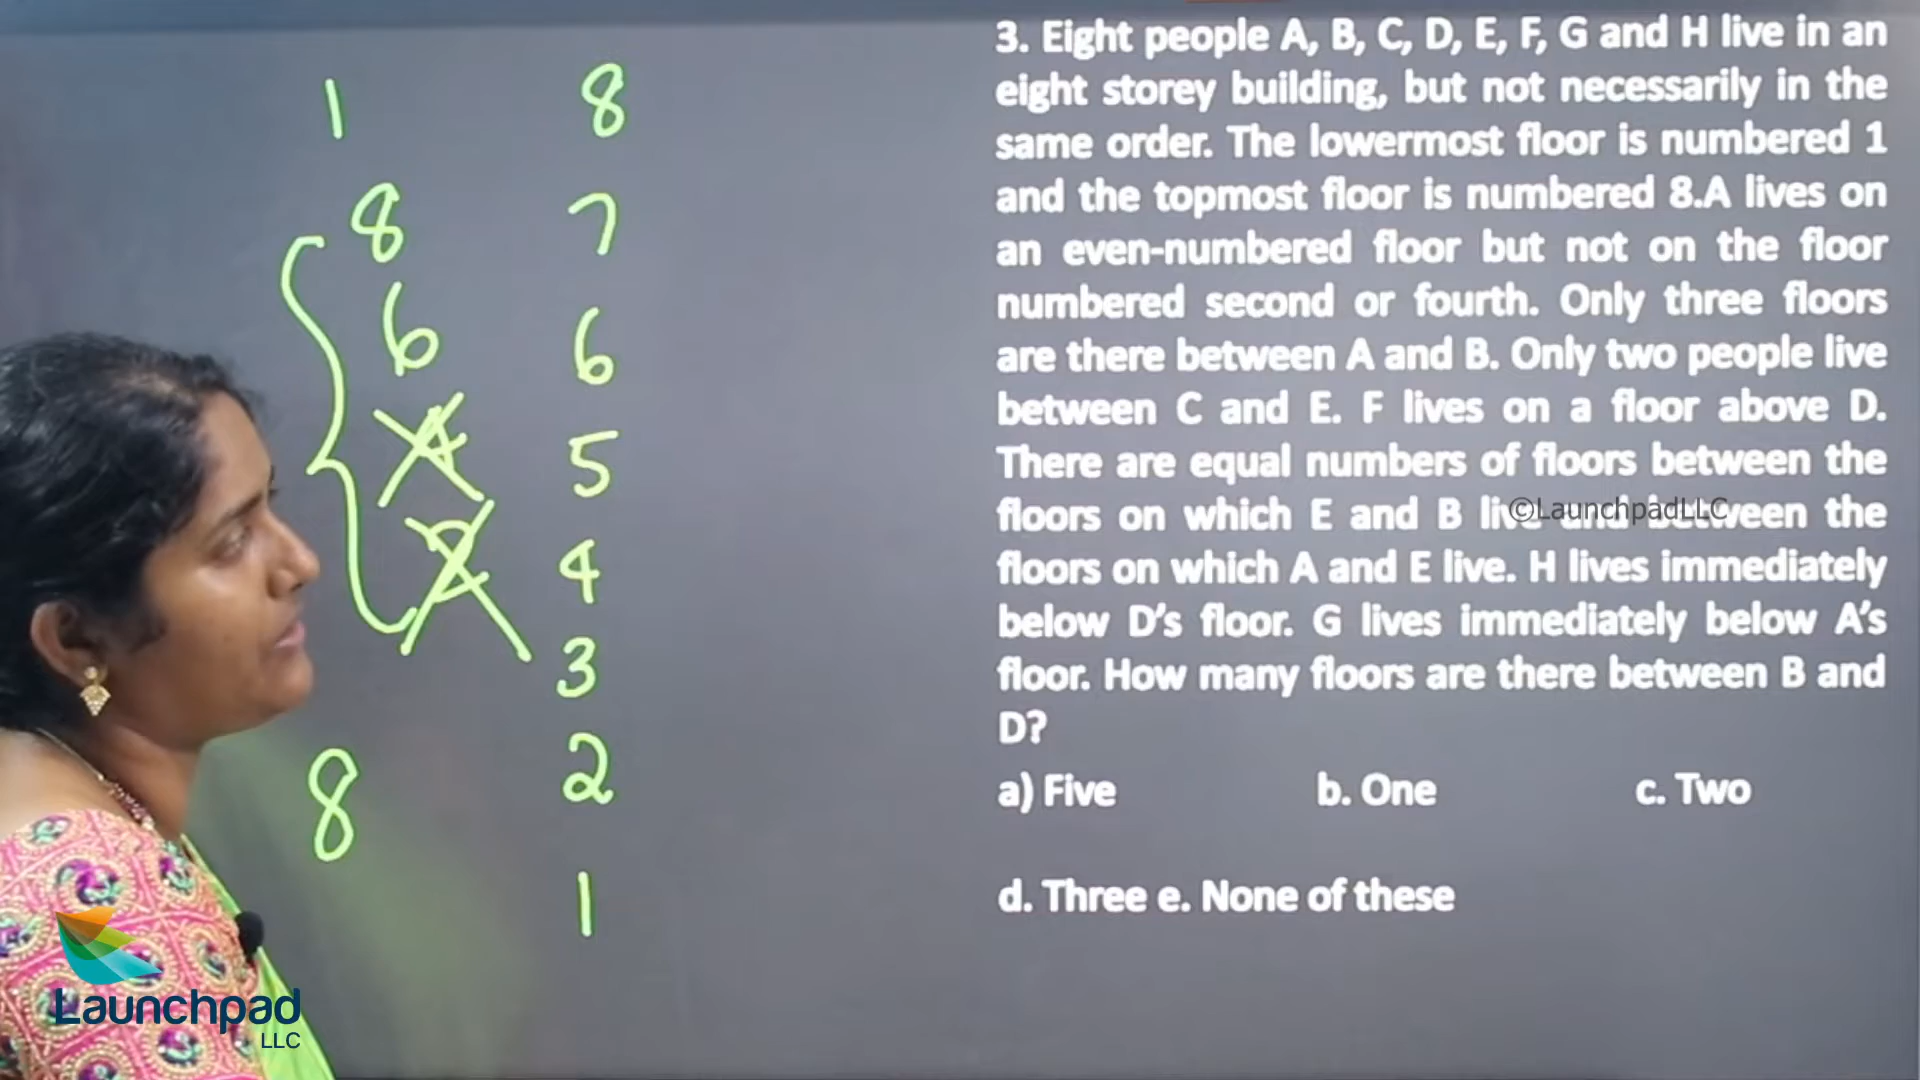 1
8
6
4
2
8
8
7
6
5
4
3
2
1
3. Eight people A, B, C, D, E, F, G and H live in an
eight storey building, but not necessarily in the
same order. The lowermost floor is numbered 1
and the topmost floor is numbered 8.A lives on
an even-numbered floor but not on the floor
numbered second or fourth. Only three floors
are there between A and B. Only two people live
between C and E. F lives on a floor above D.
There are equal numbers of floors between the
floors on which E and B live and between the
floors on which A and E live. H lives immediately
below D’s floor. G lives immediately below A’s
floor. How many floors are there between B and
D?
a) Five b. One c. Two
d. Three e. None of these
©LaunchpadLLC
Launchpad
LLC